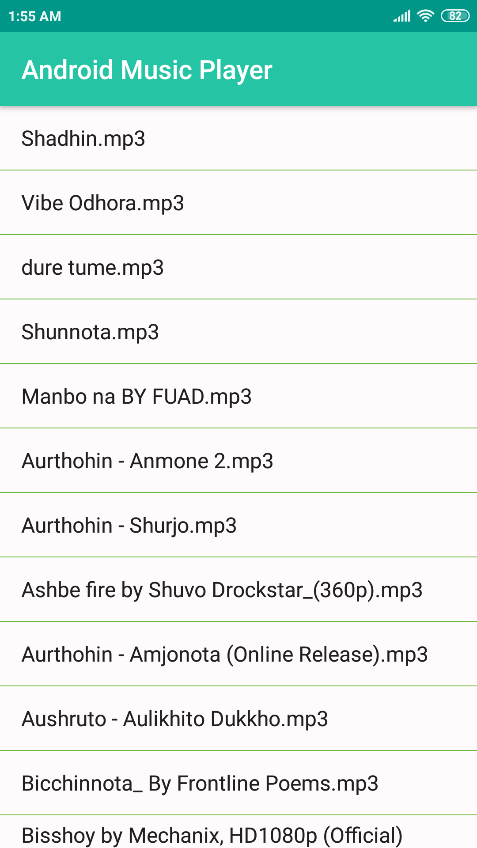 1:55 AM 82
Android Music Player
Shadhin.mp3
Vibe Odhora.mp3
dure tume.mp3
Shunnota.mp3
Manbo na BY FUAD.mp3
Aurthohin - Anmone 2.mp3
Aurthohin - Shurjo.mp3
Ashbe fire by Shuvo Drockstar_(360p).mp3
Aurthohin - Amjonota (Online Release).mp3
Aushruto - Aulikhito Dukkho.mp3
Bicchinnota_ By Frontline Poems.mp3
Bisshoy by Mechanix, HD1080p (Official)